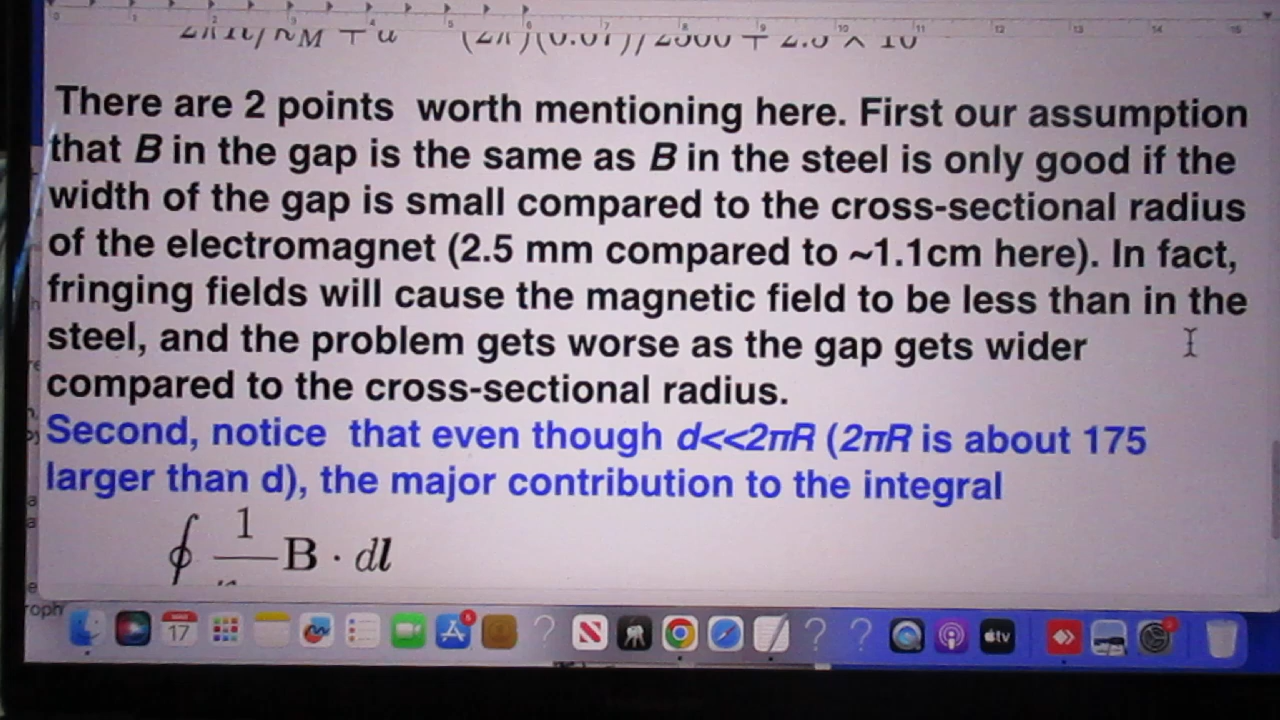 There are 2 points worth mentioning here. First our assumption
that B in the gap is the same as B in the steel is only good if the
width of the gap is small compared to the cross-sectional radius
of the electromagnet (2.5 mm compared to ~1.1cm here). In fact,
fringing fields will cause the magnetic field to be less than in the
steel, and the problem gets worse as the gap gets wider
compared to the cross-sectional radius.
Second, notice that even though d<<2πR (2πR is about 175
larger than d), the major contribution to the integral
∮ 1/ B · dl
roph
17
tv